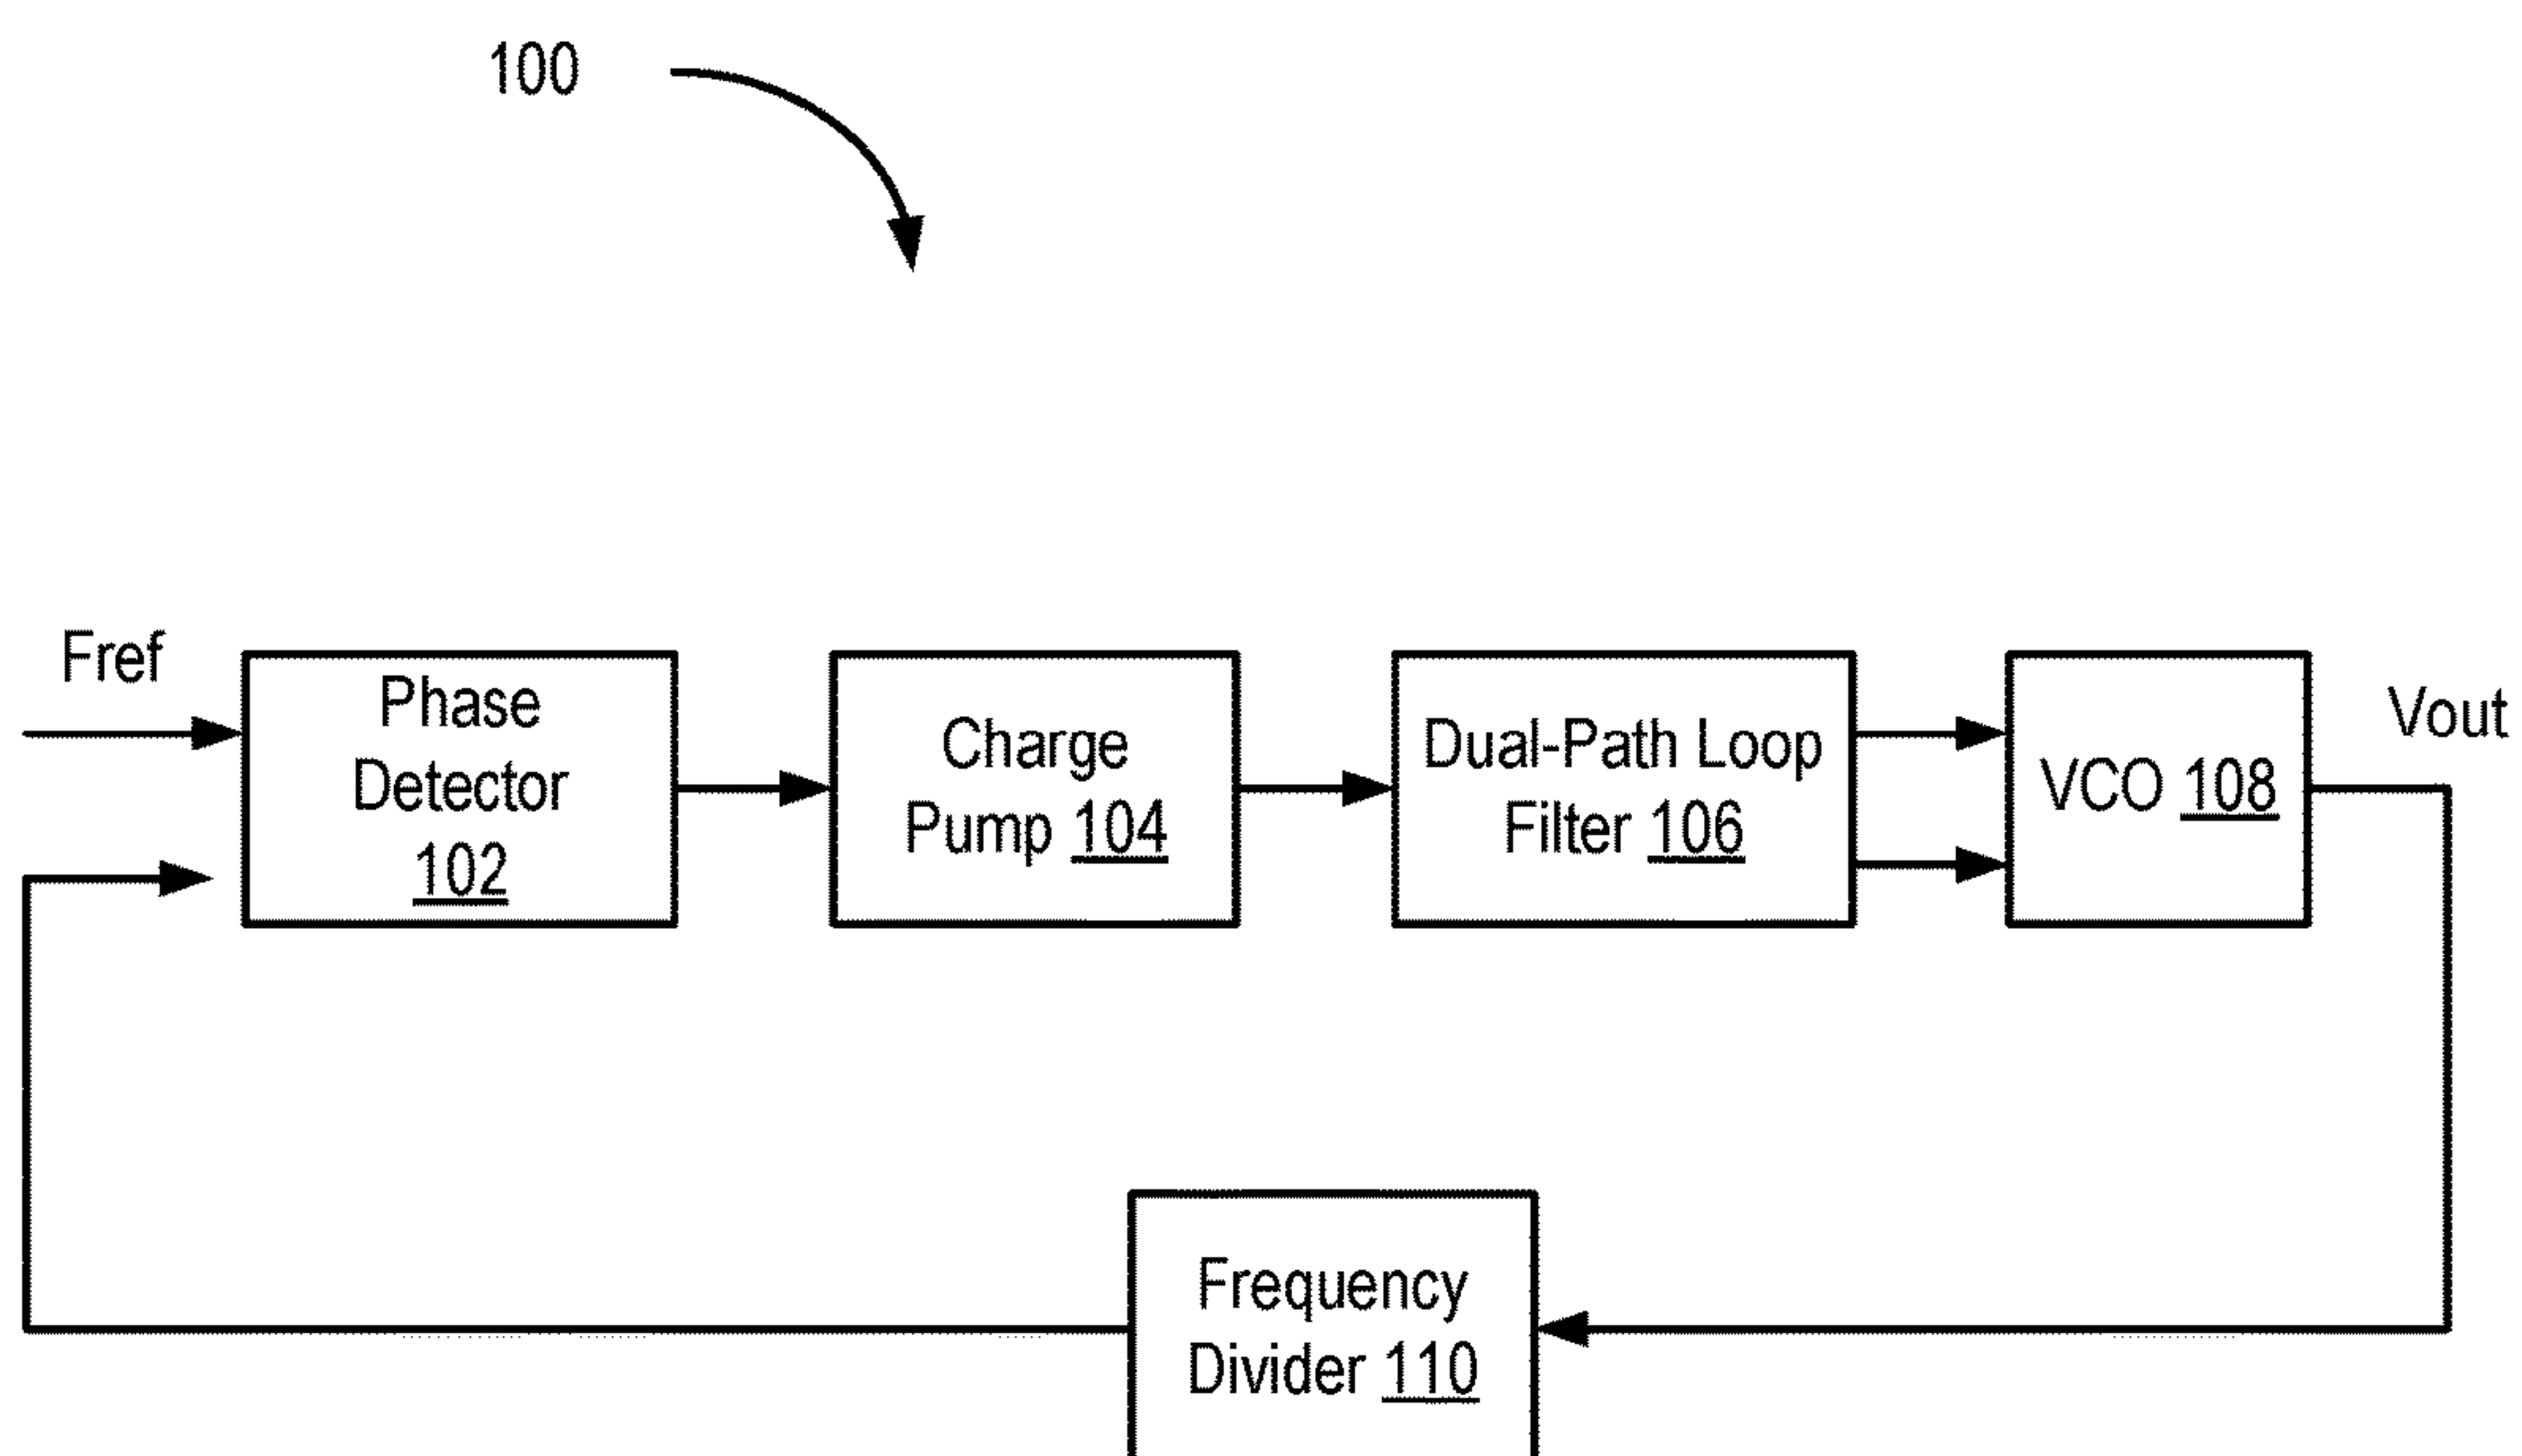 100
Fref
Phase
Detector
102
Charge
Pump 104
Dual-Path Loop
Filter 106
VCO 108
Vout
Frequency
Divider 110